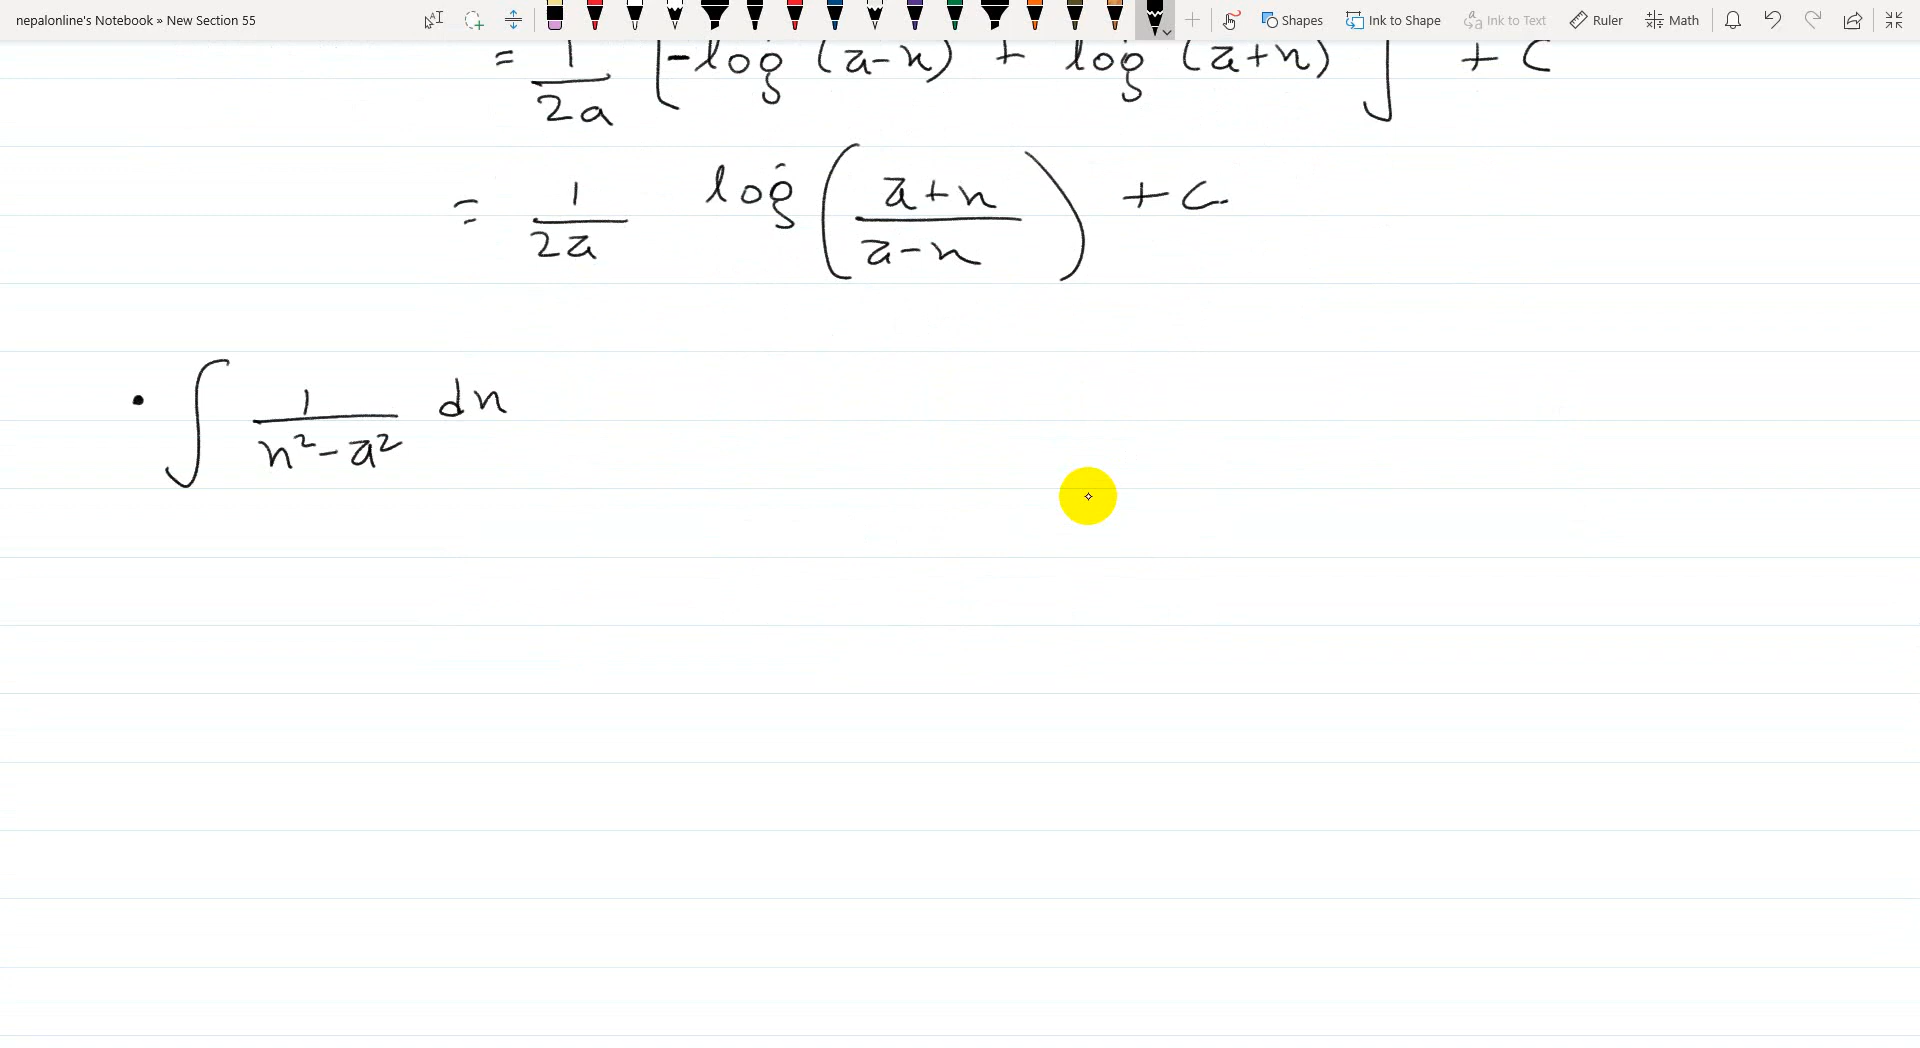 nepalonline's Notebook » New Section 55
Shapes Ink to Shape Ink to Text Ruler Math
= 1/2a [-log (a-x) + log (a+x)] + C
= 1/2a log ((a+x)/(a-x)) + C
• ∫ 1/(x²-a²) dx